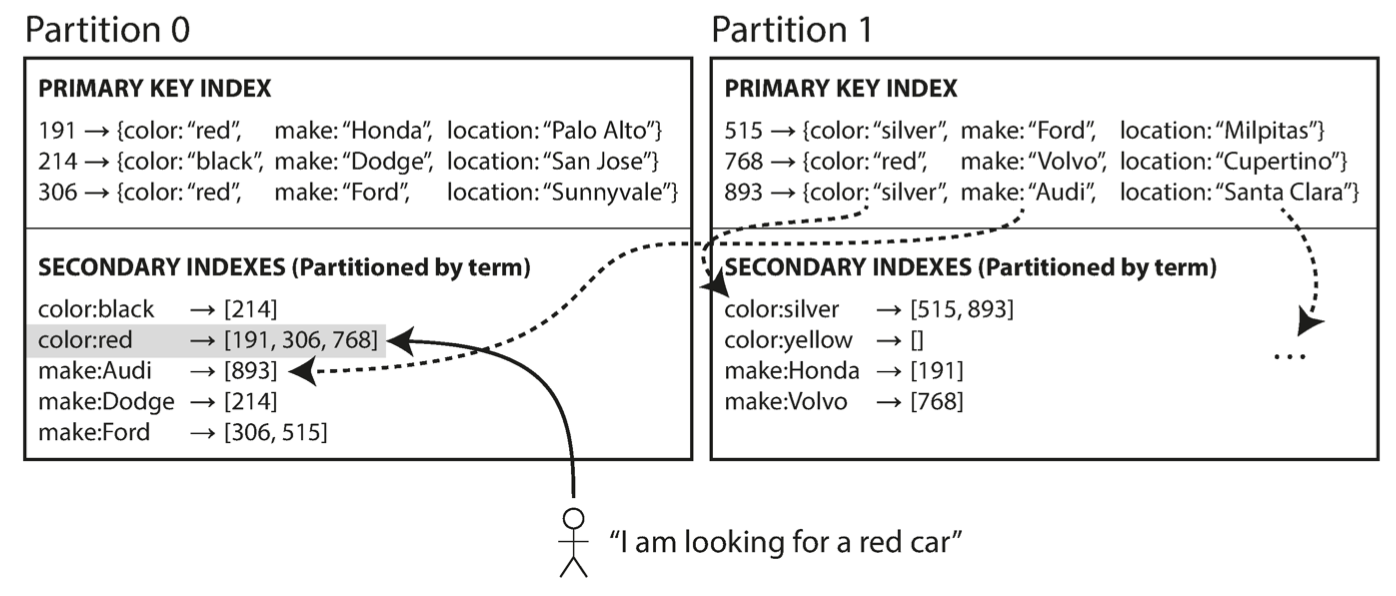 Partition 0
PRIMARY KEY INDEX
191 → {color: “red”, make: “Honda”, location: “Palo Alto”}
214 → {color: “black”, make: “Dodge”, location: “San Jose”}
306 → {color: “red”, make: “Ford”, location: “Sunnyvale”}
SECONDARY INDEXES (Partitioned by term)
color:black → [214]
color:red → [191, 306, 768]
make:Audi → [893]
make:Dodge → [214]
make:Ford → [306, 515]
Partition 1
PRIMARY KEY INDEX
515 → {color: “silver”, make: “Ford”, location: “Milpitas”}
768 → {color: “red”, make: “Volvo”, location: “Cupertino”}
893 → {color: “silver”, make: “Audi”, location: “Santa Clara”}
SECONDARY INDEXES (Partitioned by term)
color:silver → [515, 893]
color:yellow → []
make:Honda → [191]
make:Volvo → [768]
...
“I am looking for a red car”